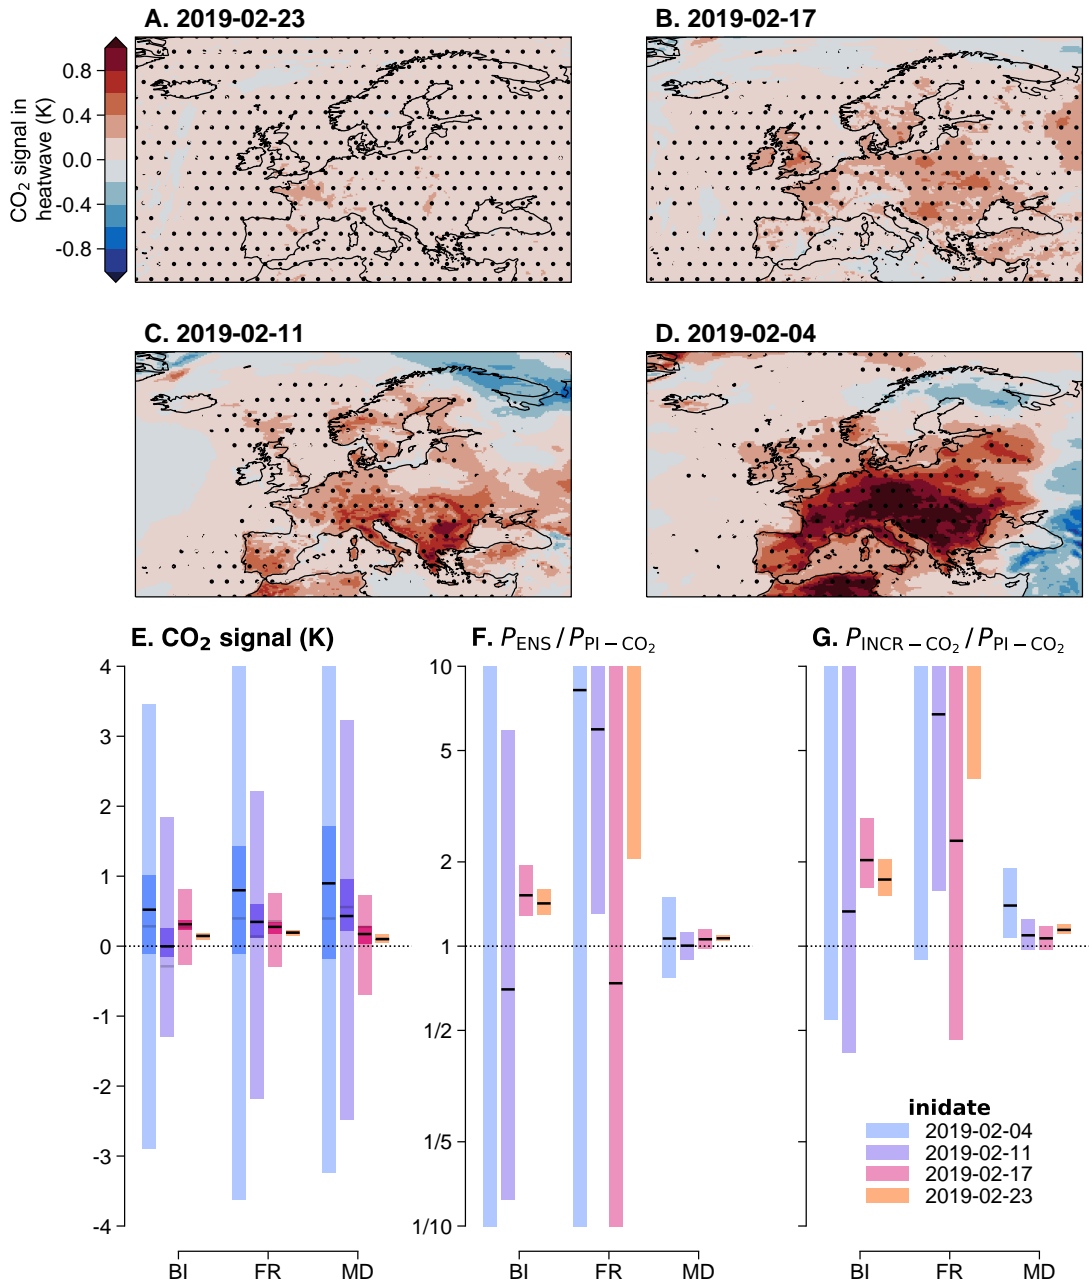 A. 2019-02-23
B. 2019-02-17
0.8
0.4
0.0
-0.4
-0.8
CO₂ signal in
heatwave (K)
C. 2019-02-11
D. 2019-02-04
E. CO₂ signal (K)
F. P_ENS / P_PI−CO₂
G. P_INCR−CO₂ / P_PI−CO₂
4
3
2
1
0
-1
-2
-3
-4
BI
FR
MD
10
5
2
1
1/2
1/5
1/10
BI
FR
MD
inidate
2019-02-04
2019-02-11
2019-02-17
2019-02-23
BI
FR
MD